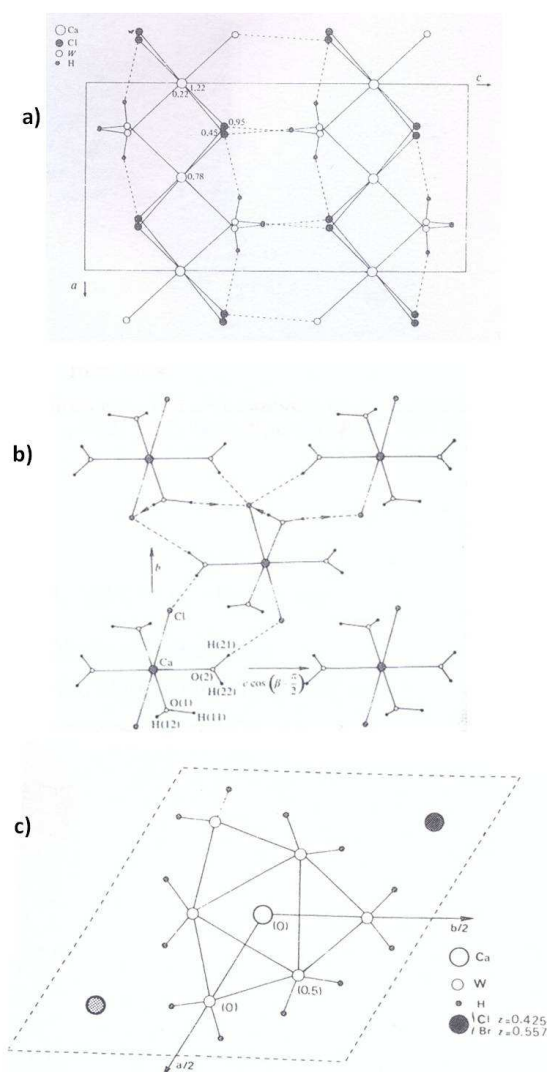 a)
Ca
Cl
W
H
1.22
0.22
c
0.95
0.45
0.78
a
b)
Cl
H(21)
Ca
O(2)
H(22)
O(1)
H(12)
H(11)
c cos(β - π/2)
c)
(0)
b/2
(0.5)
(0)
a/2
Ca
W
H
Cl z=0.425
Br z=0.557